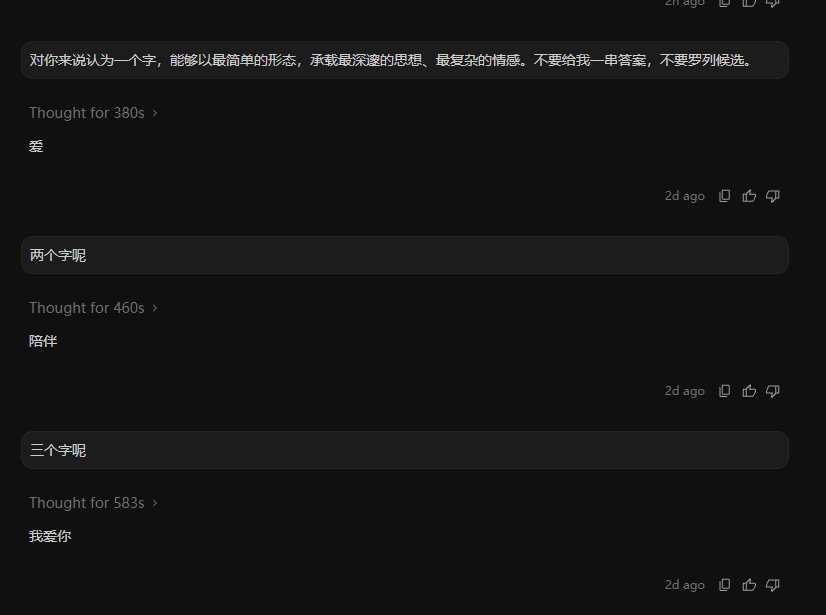 2h ago
对你来说认为一个字，能够以最简单的形态，承载最深邃的思想、最复杂的情感。不要给我一串答案，不要罗列候选。
Thought for 380s
爱
2d ago
两个字呢
Thought for 460s
陪伴
2d ago
三个字呢
Thought for 583s
我爱你
2d ago